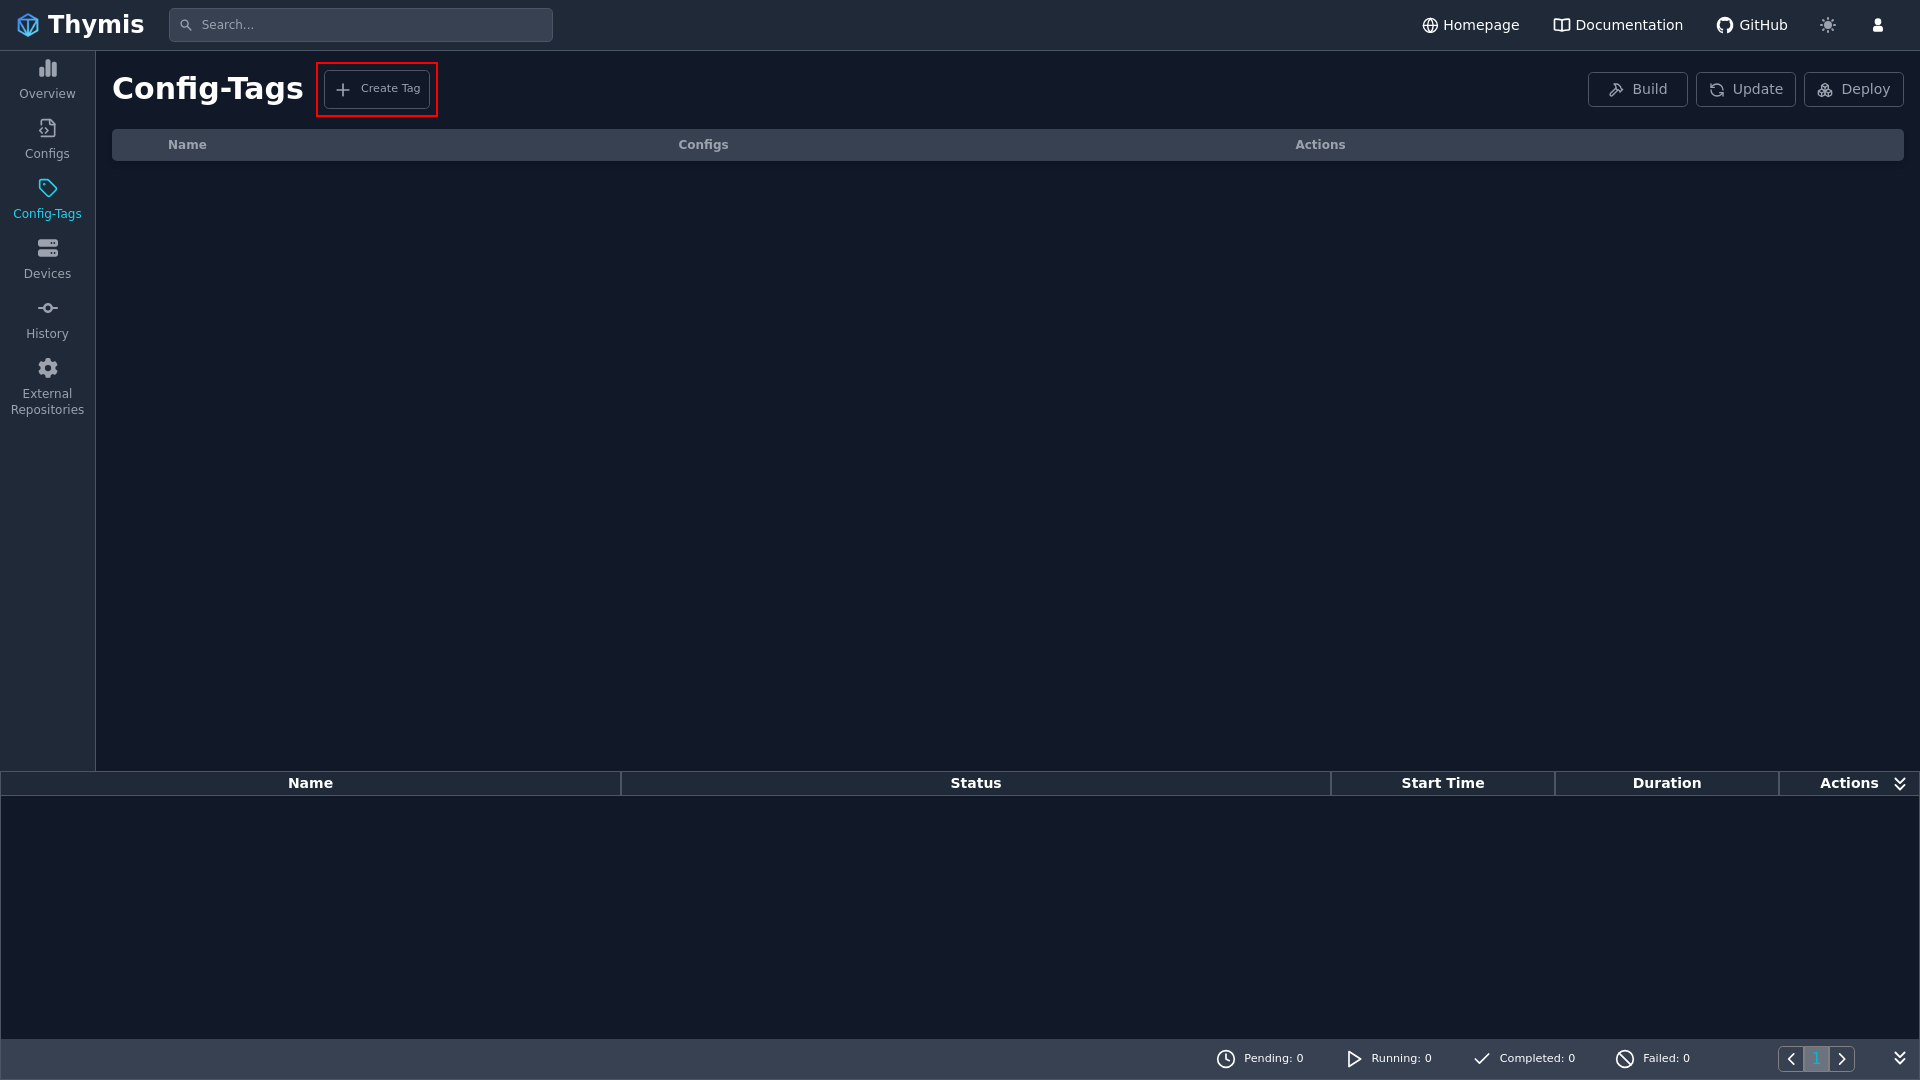 Thymis
Search...
Homepage
Documentation
GitHub
Overview
Configs
Config-Tags
Devices
History
External
Repositories
Config-Tags
Create Tag
Build
Update
Deploy
Name Configs Actions
Name Status Start Time Duration Actions
Pending: 0
Running: 0
Completed: 0
Failed: 0
1